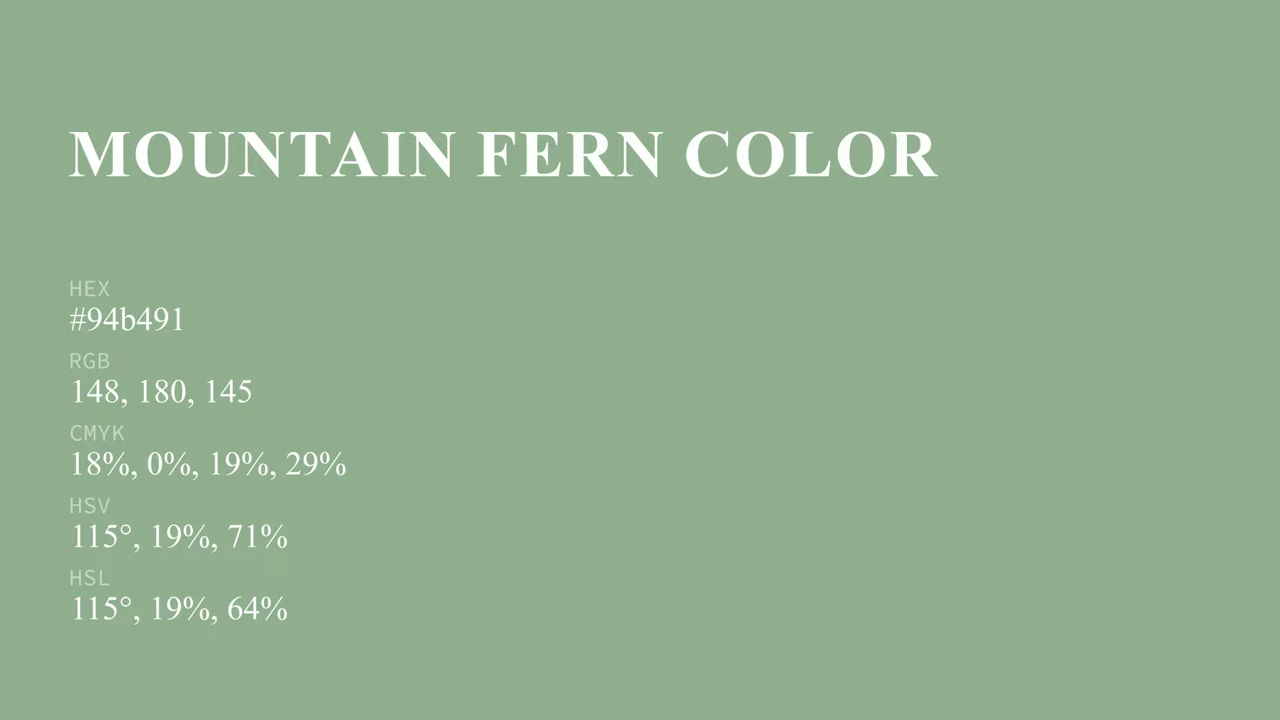 MOUNTAIN FERN COLOR
HEX
#94b491
RGB
148, 180, 145
CMYK
18%, 0%, 19%, 29%
HSV
115°, 19%, 71%
HSL
115°, 19%, 64%